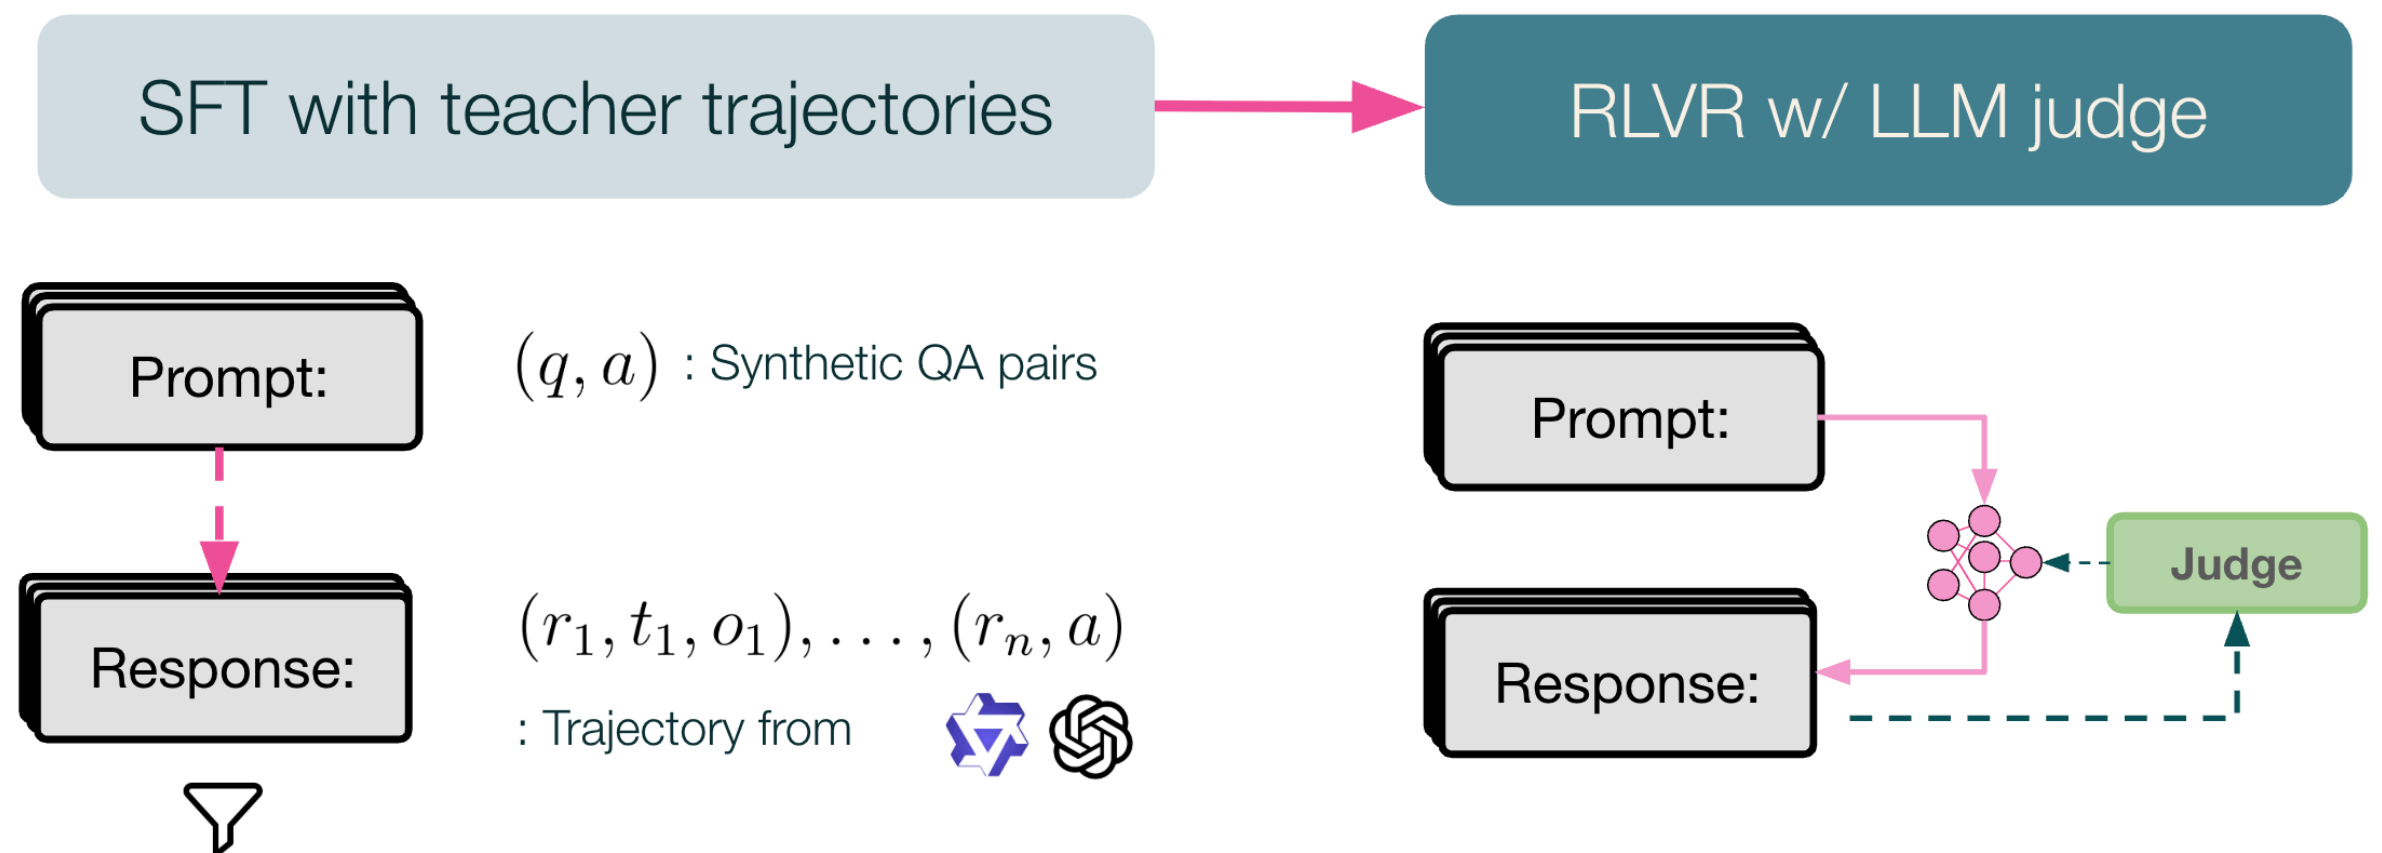 SFT with teacher trajectories
RLVR w/ LLM judge
Prompt:
(q, a) : Synthetic QA pairs
Response:
(r₁, t₁, o₁), . . . , (rₙ, a)
: Trajectory from
Prompt:
Judge
Response: